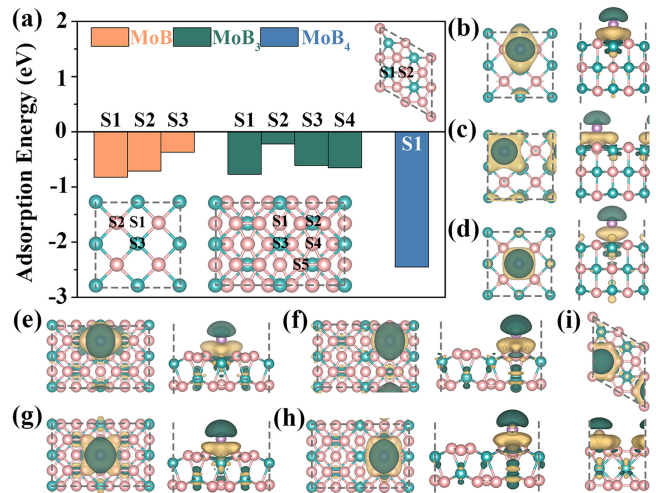 (a)
MoB MoB3 MoB4
Adsorption Energy (eV)
2
1
0
-1
-2
-3
S1 S2
S1 S2 S3
S1 S2 S3 S4
S1
S2 S1
S3
S1 S2
S3 S4
S5
(b)
(c)
(d)
(e)
(f)
(i)
(g)
(h)